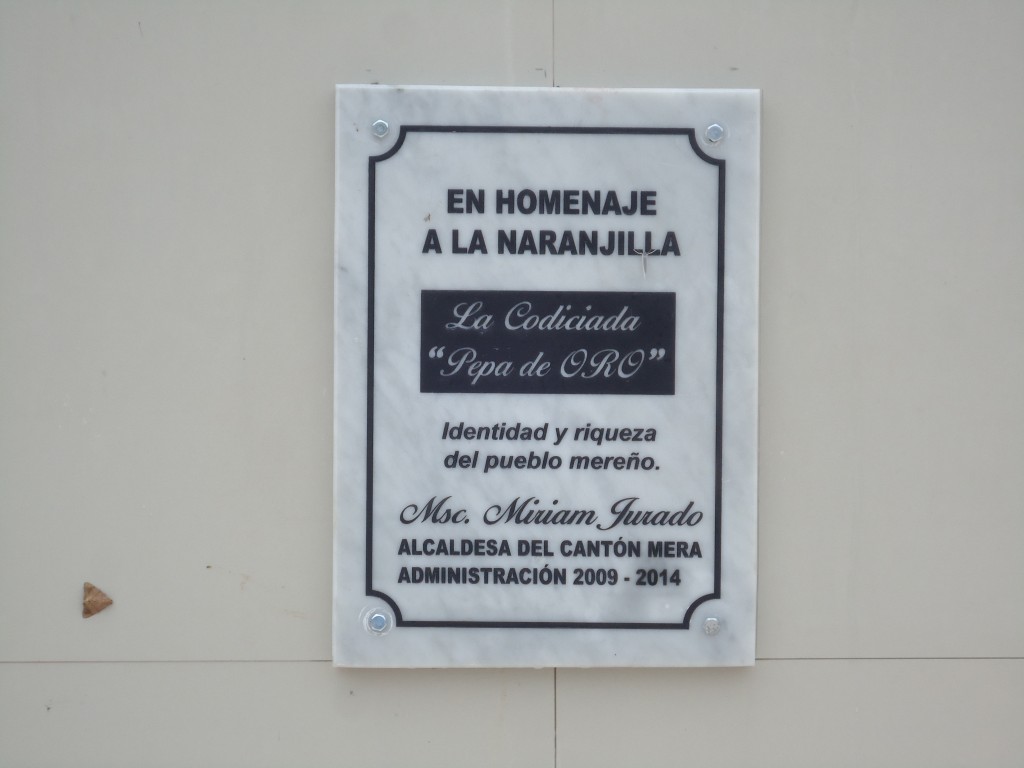 EN HOMENAJE
A LA NARANJILLA
La Codiciada
“Pepa de ORO”
Identidad y riqueza
del pueblo mereño.
Msc. Miriam Jurado
ALCALDESA DEL CANTÓN MERA
ADMINISTRACIÓN 2009 - 2014